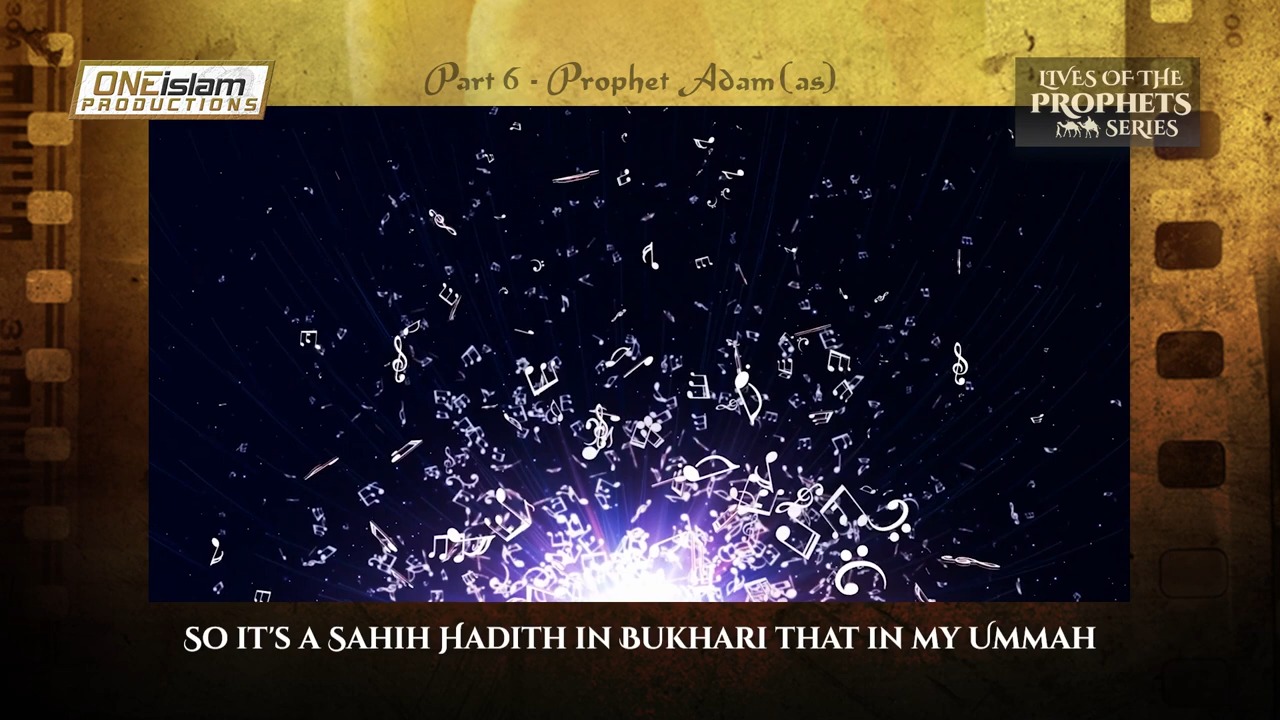 ONEislam
PRODUCTIONS
Part 6 - Prophet Adam (as)
LIVES OF THE
PROPHETS
SERIES
SO IT'S A SAHIH HADITH IN BUKHARI THAT IN MY UMMAH